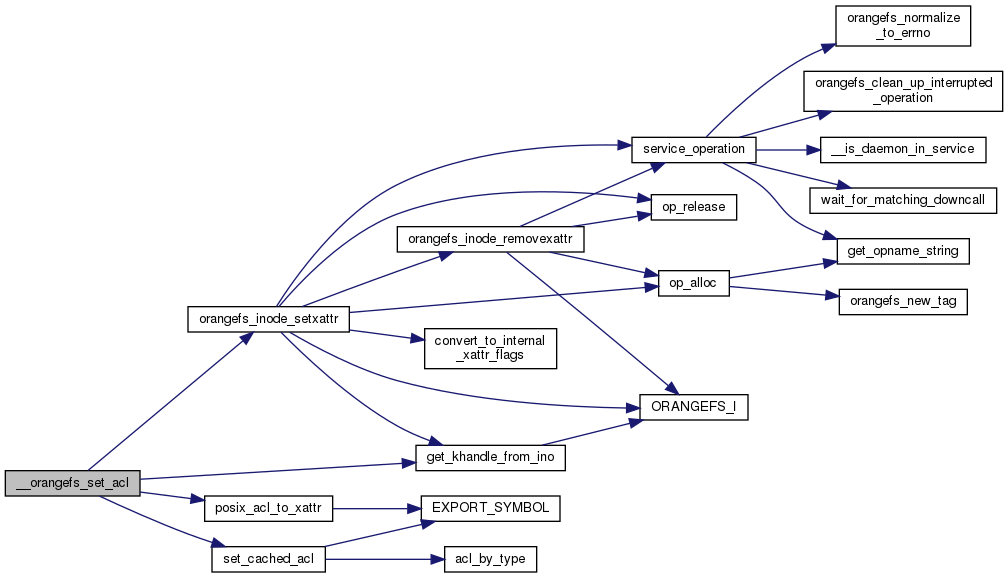 orangefs_normalize
_to_errno
orangefs_clean_up_interrupted
_operation
service_operation
__is_daemon_in_service
wait_for_matching_downcall
op_release
orangefs_inode_removexattr
get_opname_string
op_alloc
orangefs_new_tag
orangefs_inode_setxattr
convert_to_internal
_xattr_flags
ORANGEFS_I
get_khandle_from_ino
__orangefs_set_acl
posix_acl_to_xattr
EXPORT_SYMBOL
set_cached_acl
acl_by_type